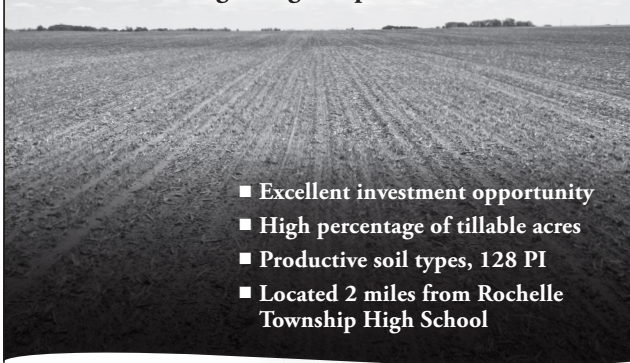 ■ Excellent investment opportunity
■ High percentage of tillable acres
■ Productive soil types, 128 PI
■ Located 2 miles from Rochelle
Township High School